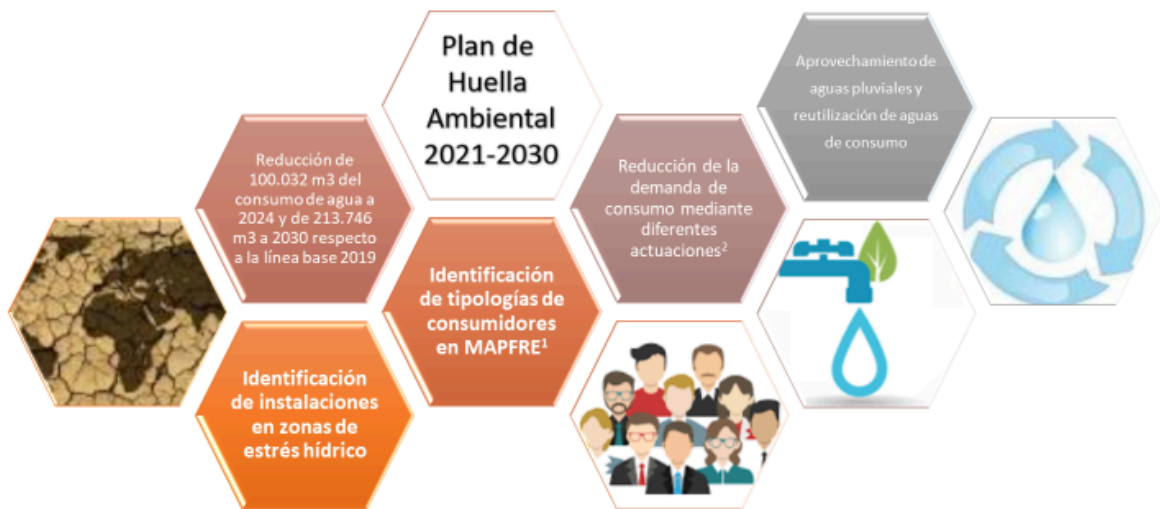 Plan de
Huella
Ambiental
2021-2030
Aprovechamiento de
aguas pluviales y
reutilización de aguas
de consumo
Reducción de
100.032 m3 del
consumo de agua a
2024 y de 213.746
m3 a 2030 respecto
a la línea base 2019
Reducción de la
demanda de
consumo mediante
diferentes
actuaciones²
Identificación
de tipologías de
consumidores
en MAPFRE¹
Identificación
de instalaciones
en zonas de
estrés hídrico